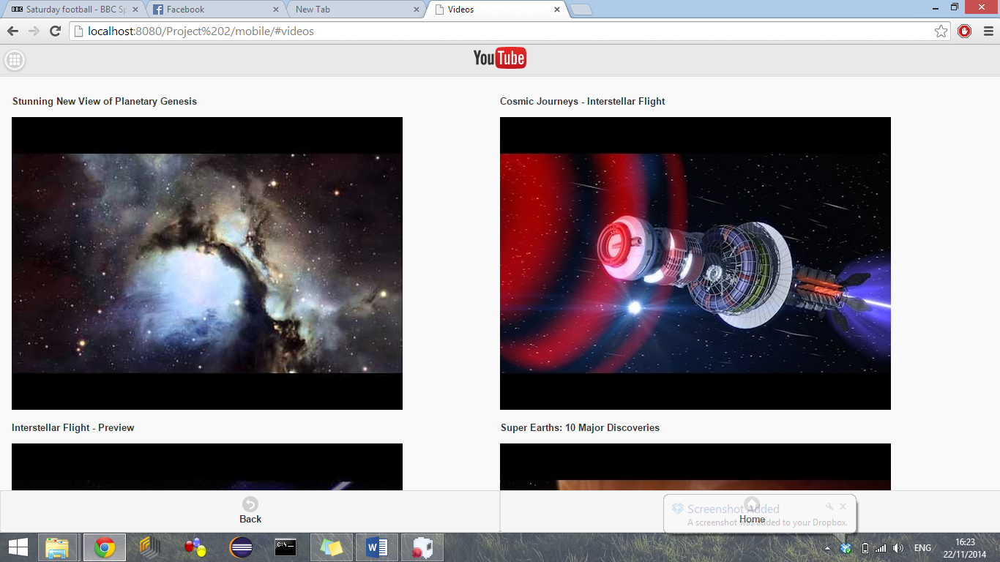 BBC Saturday football - BBC Sp
Facebook
New Tab
Videos
localhost:8080/Project%202/mobile/#videos
YouTube
Stunning New View of Planetary Genesis
Cosmic Journeys - Interstellar Flight
Interstellar Flight - Preview
Super Earths: 10 Major Discoveries
Back
Home
Screenshot Added
A screenshot was added to your Dropbox.
C:\_
W
ENG
16:23
22/11/2014